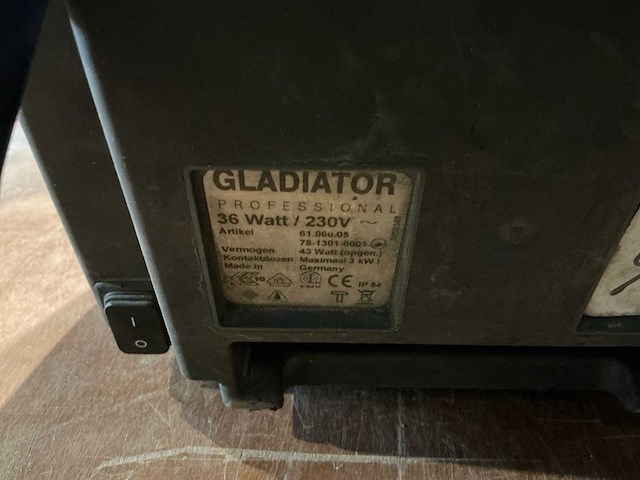 GLADIATOR
PROFESSIONAL
36 Watt / 230V ~
Artikel 61.060.05
78-1301-0001
Vermogen 43 Watt (opgen.)
Kontaktdozen Maximaal 3 kW !
Made in Germany
CE IP 54
I
O